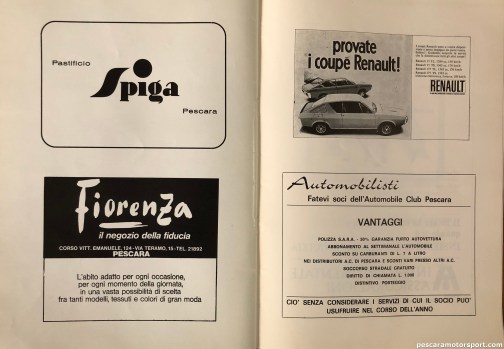 Pastificio
Spiga
Pescara
Fiorenza
il negozio della fiducia
CORSO VITT. EMANUELE, 124 - VIA TERAMO, 15 - TEL. 21892
PESCARA
L'abito adatto per ogni occasione,
per ogni momento della giornata,
in una vasta possibilità di scelta
fra tanti modelli, tessuti e colori di gran moda
provate
i coupé Renault!
RENAULT
Automobilisti
Fatevi soci dell'Automobile Club Pescara
VANTAGGI
POLIZZA S.A.R.A. - 50% GARANZIA FURTO AUTOVETTURA
ABBONAMENTO AL SETTIMANALE L'AUTOMOBILE
SCONTO SU CARBURANTI DI L. 7 A LITRO
NEI DISTRIBUTORI A.C. DI PESCARA E SCONTI VARI PRESSO ALTRI A.C.
SOCCORSO STRADALE GRATUITO
DIRITTO DI CHIAMATA L. 1.000
DISTINTIVO POSTEGGIO
CIO' SENZA CONSIDERARE I SERVIZI DI CUI IL SOCIO PUO'
USUFRUIRE NEL CORSO DELL'ANNO
pescaramotorsport.com